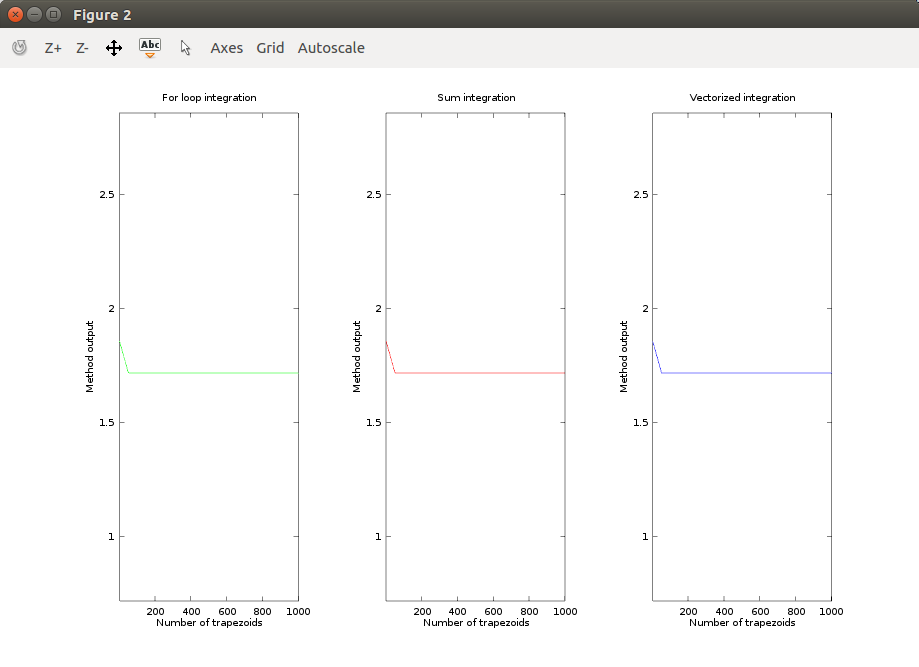 Figure 2
Z+ Z- Abc Axes Grid Autoscale
For loop integration Sum integration Vectorized integration
2.5 2.5 2.5
2 2 2
Method output Method output Method output
1.5 1.5 1.5
1 1 1
200 400 600 800 1000 200 400 600 800 1000 200 400 600 800 1000
Number of trapezoids Number of trapezoids Number of trapezoids